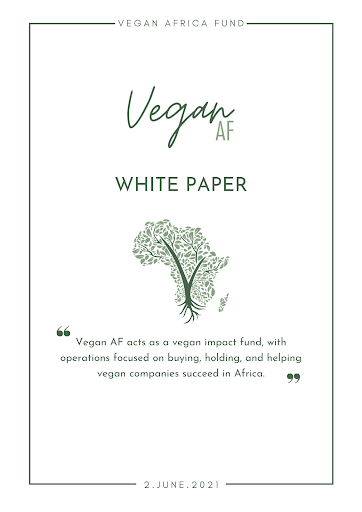 VEGAN AFRICA FUND
Vegan
AF
WHITE PAPER
❝ Vegan AF acts as a vegan impact fund, with
operations focused on buying, holding, and helping
vegan companies succeed in Africa. ❞
2.JUNE.2021